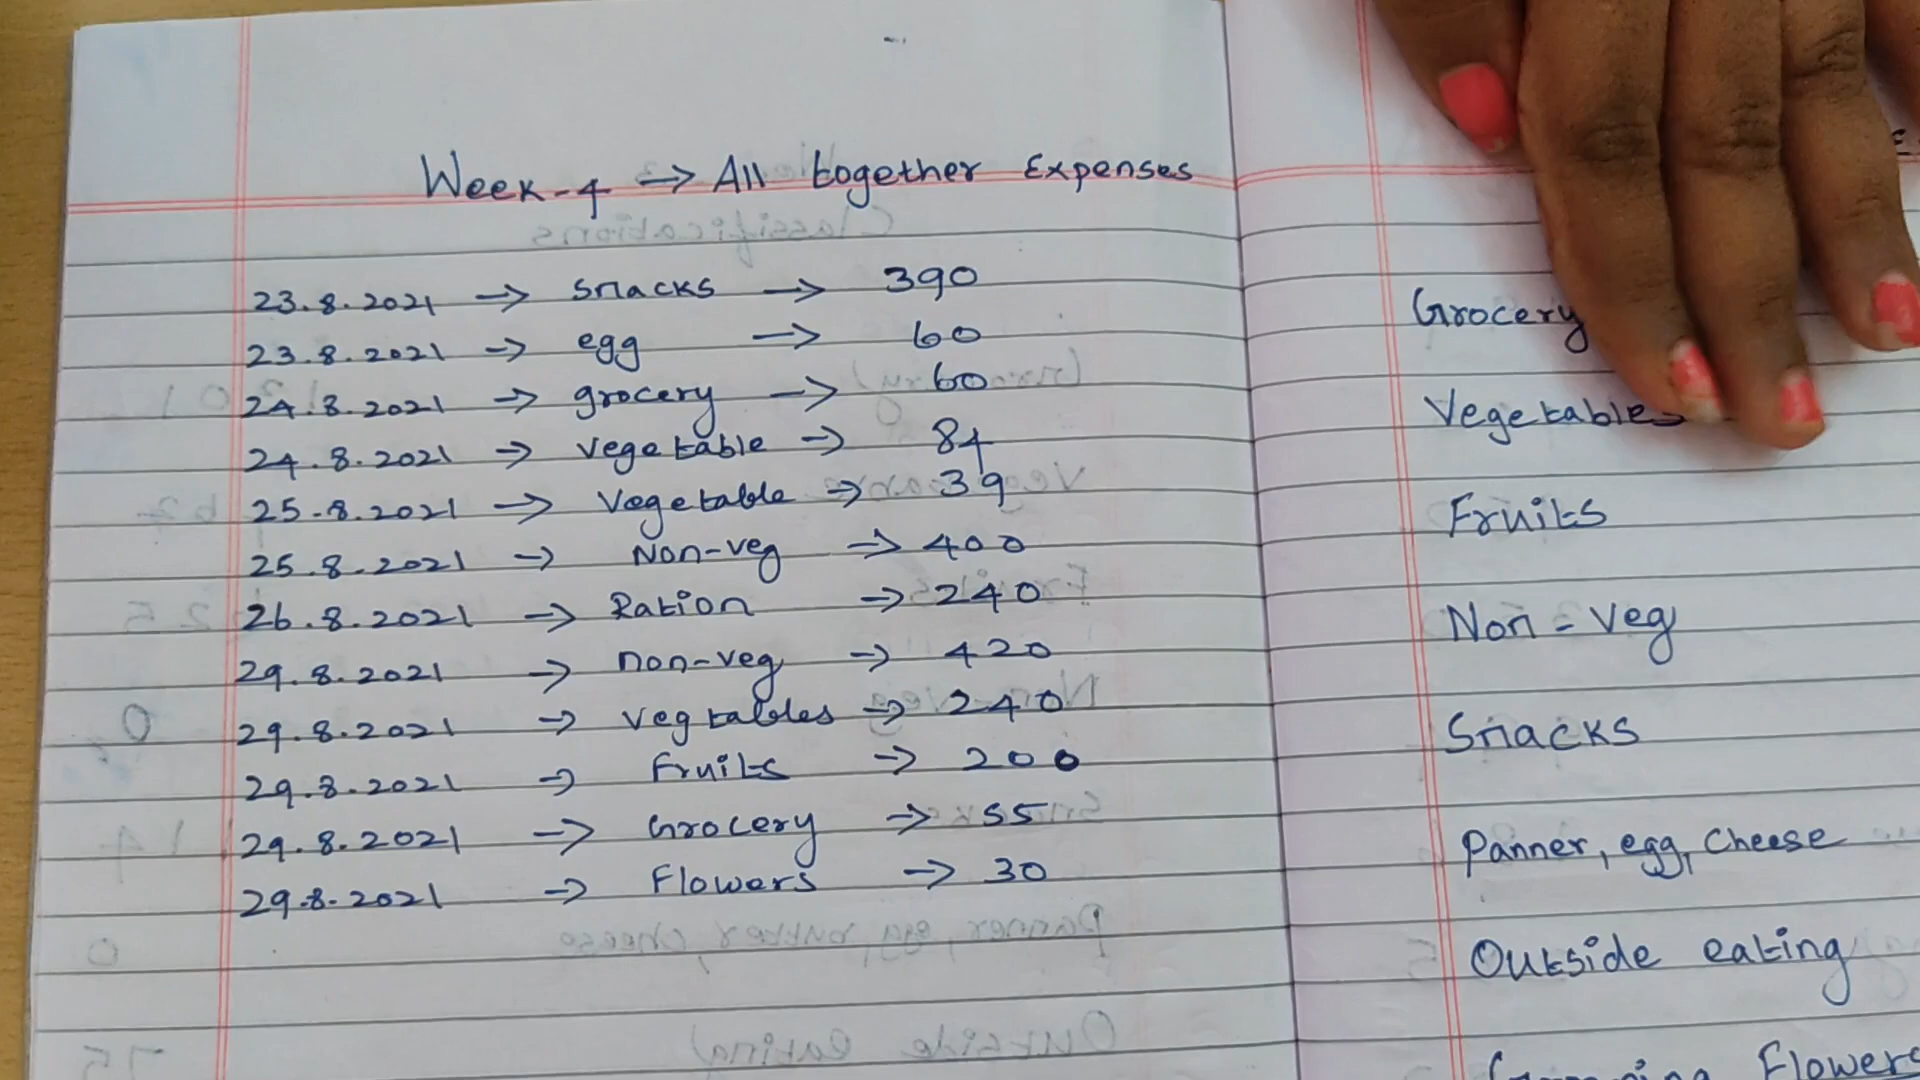 Week-4 → All together Expenses
23.8.2021 → Snacks → 390
23.8.2021 → egg → 60
24.8.2021 → grocery → 60
24.8.2021 → vegetable → 84
25.8.2021 → Vegetable → 39
25.8.2021 → Non-veg → 400
26.8.2021 → Ration → 240
29.8.2021 → non-veg → 420
29.8.2021 → vegtables → 240
29.8.2021 → Fruits → 200
29.8.2021 → Grocery → 55
29.8.2021 → Flowers → 30
Grocery
Vegetables
Fruits
Non-veg
Snacks
Panner, egg, Cheese
Outside eating
Flowers